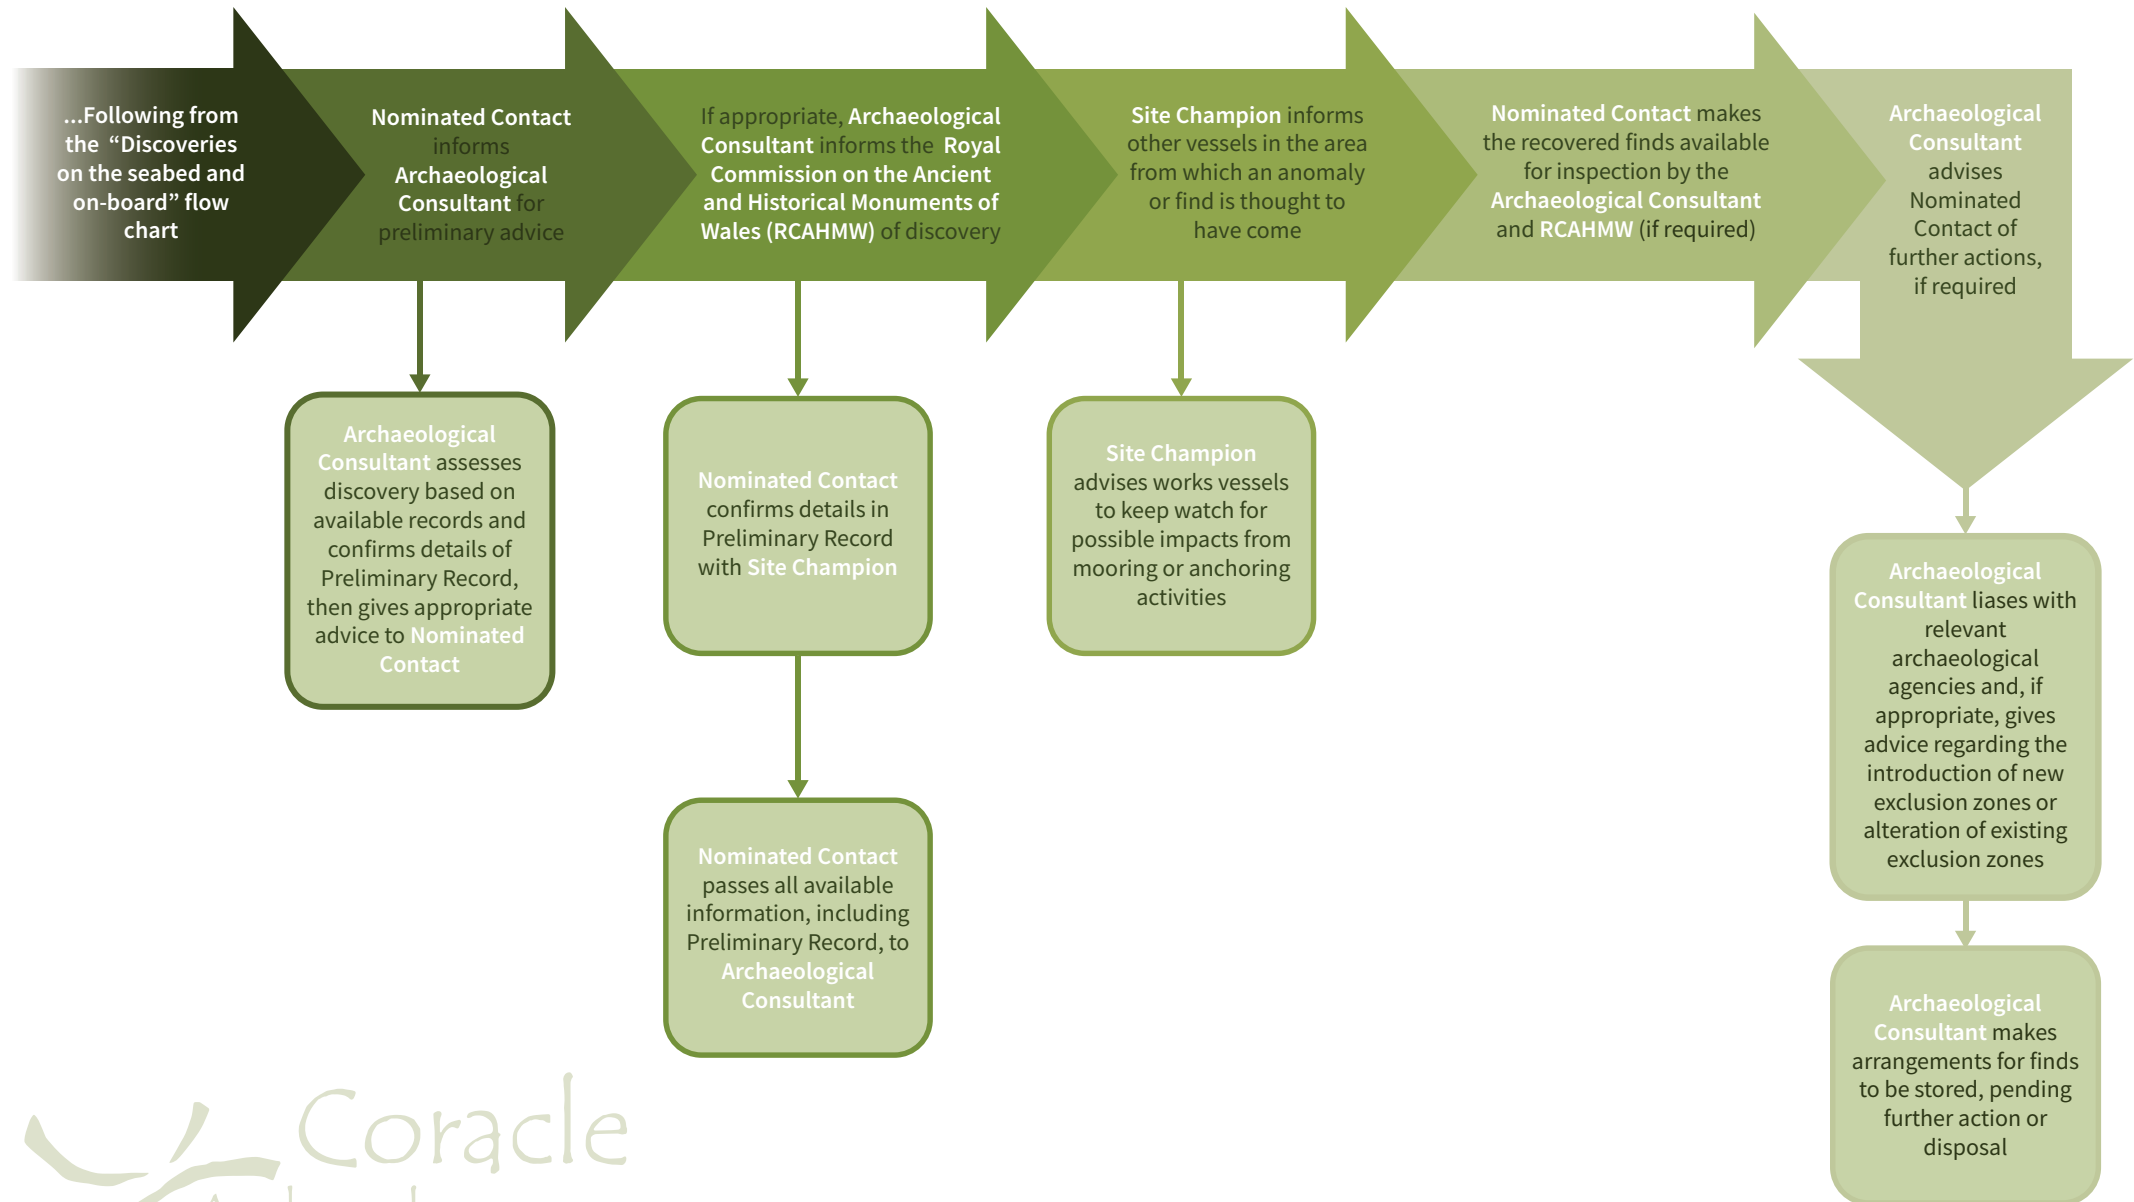 ...Following from
the “Discoveries
on the seabed and
on-board” flow
chart
Nominated Contact
informs
Archaeological
Consultant for
preliminary advice
If appropriate, Archaeological
Consultant informs the Royal
Commission on the Ancient
and Historical Monuments of
Wales (RCAHMW) of discovery
Site Champion informs
other vessels in the area
from which an anomaly
or find is thought to
have come
Nominated Contact makes
the recovered finds available
for inspection by the
Archaeological Consultant
and RCAHMW (if required)
Archaeological
Consultant
advises
Nominated
Contact of
further actions,
if required
Archaeological
Consultant assesses
discovery based on
available records and
confirms details of
Preliminary Record,
then gives appropriate
advice to Nominated
Contact
Nominated Contact
confirms details in
Preliminary Record
with Site Champion
Nominated Contact
passes all available
information, including
Preliminary Record, to
Archaeological
Consultant
Site Champion
advises works vessels
to keep watch for
possible impacts from
mooring or anchoring
activities
Archaeological
Consultant liases with
relevant
archaeological
agencies and, if
appropriate, gives
advice regarding the
introduction of new
exclusion zones or
alteration of existing
exclusion zones
Archaeological
Consultant makes
arrangements for finds
to be stored, pending
further action or
disposal
Coracle